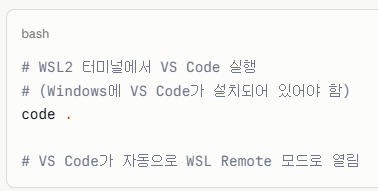 bash
# WSL2 터미널에서 VS Code 실행
# (Windows에 VS Code가 설치되어 있어야 함)
code .
# VS Code가 자동으로 WSL Remote 모드로 열림